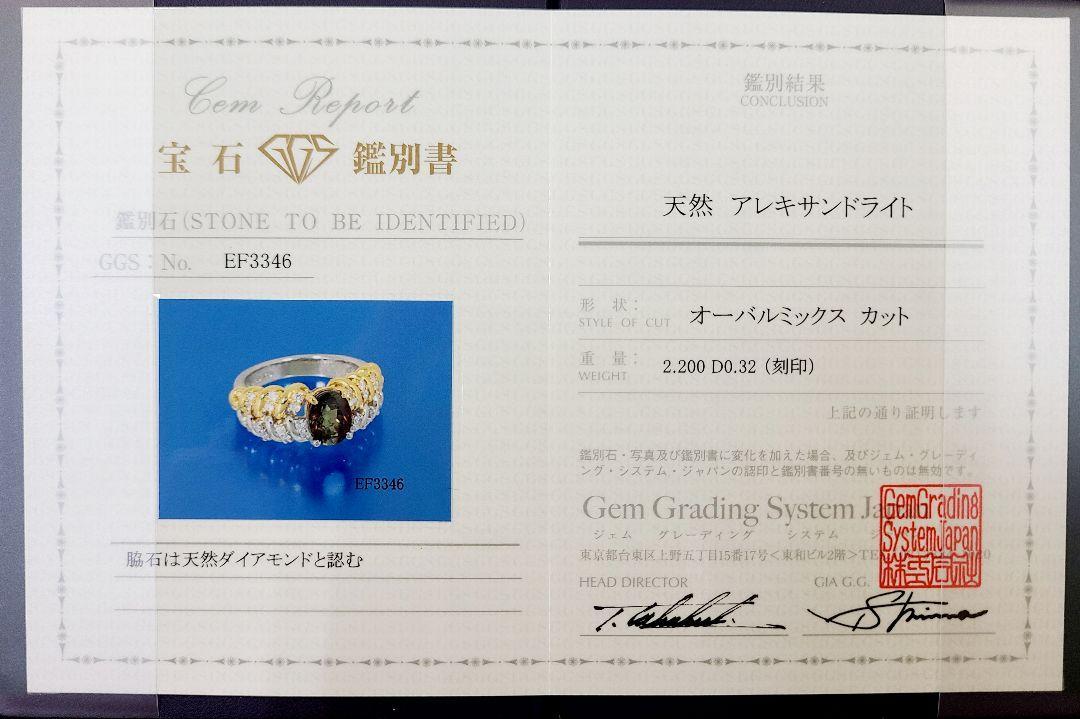 Gem Report
宝石 GGS 鑑別書
鑑別石(STONE TO BE IDENTIFIED)
GGS : No. EF3346
EF3346
脇石は天然ダイアモンドと認む
鑑別結果
CONCLUSION
天然 アレキサンドライト
形 状：
STYLE OF CUT オーバルミックス カット
重 量：
WEIGHT 2.200 D0.32 (刻印)
上記の通り証明します
鑑別石・写真及び鑑別書に変化を加えた場合、及びジェム・グレーディ
ング・システム・ジャパンの認印と鑑別書番号の無いものは無効です。
Gem Grading System Ja
ジェム グレーディング システム ジ
東京都台東区上野五丁目15番17号<東和ビル2階>TE
GemGrading
SystemJapan
HEAD DIRECTOR GIA G.G.